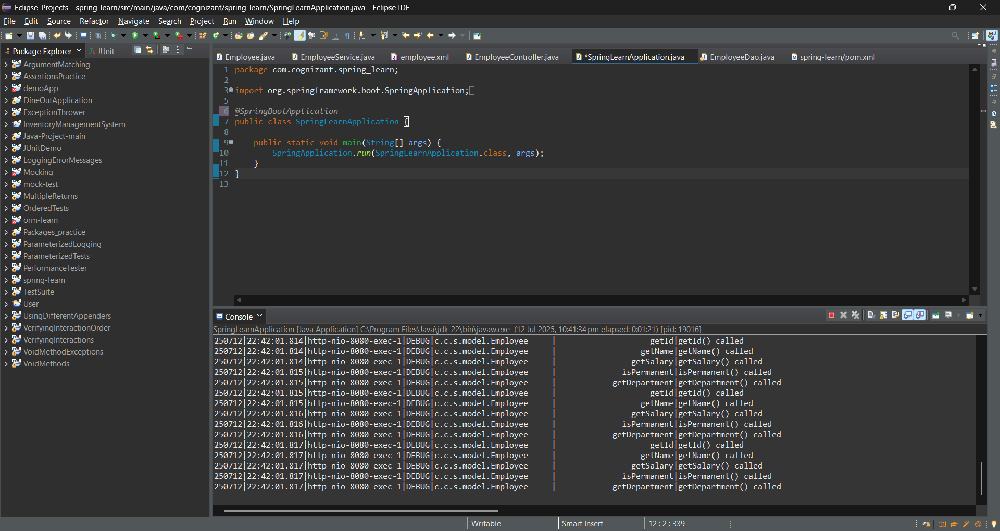 Eclipse_Projects - spring-learn/src/main/java/com/cognizant/spring_learn/SpringLearnApplication.java - Eclipse IDE
File Edit Source Refactor Navigate Search Project Run Window Help
Package Explorer
JUnit
ArgumentMatching
AssertionsPractice
demoApp
DineOutApplication
ExceptionThrower
InventoryManagementSystem
Java-Project-main
JUnitDemo
LoggingErrorMessages
Mocking
mock-test
MultipleReturns
OrderedTests
orm-learn
Packages_practice
ParameterizedLogging
ParameterizedTests
PerformanceTester
spring-learn
TestSuite
User
UsingDifferentAppenders
VerifyingInteractionOrder
VerifyingInteractions
VoidMethodExceptions
VoidMethods
Employee.java EmployeeService.java employee.xml EmployeeController.java *SpringLearnApplication.java EmployeeDao.java spring-learn/pom.xml
1 package com.cognizant.spring_learn;
2
3 import org.springframework.boot.SpringApplication;
5
6 @SpringBootApplication
7 public class SpringLearnApplication {
8
9 public static void main(String[] args) {
10 SpringApplication.run(SpringLearnApplication.class, args);
11 }
12 }
13
Console
SpringLearnApplication [Java Application] C:\Program Files\Java\jdk-22\bin\javaw.exe (12 Jul 2025, 10:41:34 pm elapsed: 0:01:21) [pid: 19016]
250712|22:42:01.814|http-nio-8080-exec-1|DEBUG|c.c.s.model.Employee | getId|getId() called
250712|22:42:01.814|http-nio-8080-exec-1|DEBUG|c.c.s.model.Employee | getName|getName() called
250712|22:42:01.814|http-nio-8080-exec-1|DEBUG|c.c.s.model.Employee | getSalary|getSalary() called
250712|22:42:01.815|http-nio-8080-exec-1|DEBUG|c.c.s.model.Employee | isPermanent|isPermanent() called
250712|22:42:01.815|http-nio-8080-exec-1|DEBUG|c.c.s.model.Employee | getDepartment|getDepartment() called
250712|22:42:01.815|http-nio-8080-exec-1|DEBUG|c.c.s.model.Employee | getId|getId() called
250712|22:42:01.815|http-nio-8080-exec-1|DEBUG|c.c.s.model.Employee | getName|getName() called
250712|22:42:01.816|http-nio-8080-exec-1|DEBUG|c.c.s.model.Employee | getSalary|getSalary() called
250712|22:42:01.816|http-nio-8080-exec-1|DEBUG|c.c.s.model.Employee | isPermanent|isPermanent() called
250712|22:42:01.816|http-nio-8080-exec-1|DEBUG|c.c.s.model.Employee | getDepartment|getDepartment() called
250712|22:42:01.817|http-nio-8080-exec-1|DEBUG|c.c.s.model.Employee | getId|getId() called
250712|22:42:01.817|http-nio-8080-exec-1|DEBUG|c.c.s.model.Employee | getName|getName() called
250712|22:42:01.817|http-nio-8080-exec-1|DEBUG|c.c.s.model.Employee | getSalary|getSalary() called
250712|22:42:01.817|http-nio-8080-exec-1|DEBUG|c.c.s.model.Employee | isPermanent|isPermanent() called
250712|22:42:01.817|http-nio-8080-exec-1|DEBUG|c.c.s.model.Employee | getDepartment|getDepartment() called
Writable Smart Insert 12 : 2 : 339